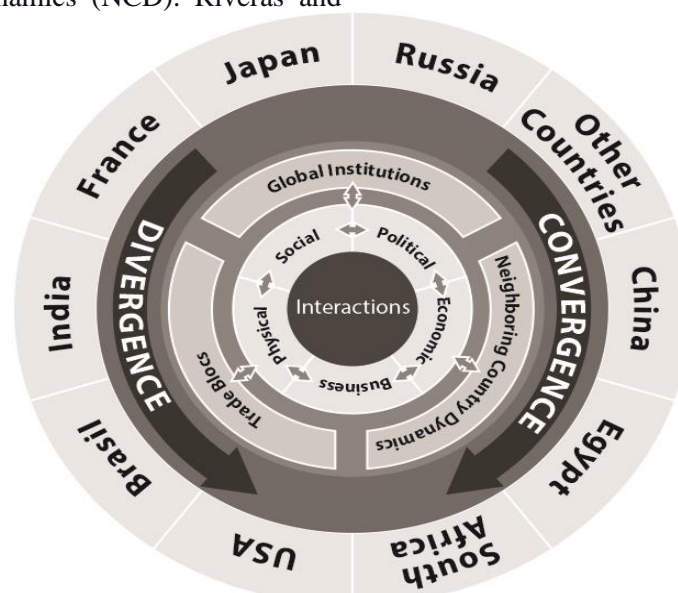 (NCD). Riveras and
Japan
Russia
Other
Countries
China
Egypt
South
Africa
USA
Brasil
India
France
DIVERGENCE
CONVERGENCE
Global Institutions
Neighboring Country Dynamics
Trade Blocs
Social
Political
Economic
Business
Physical
Interactions